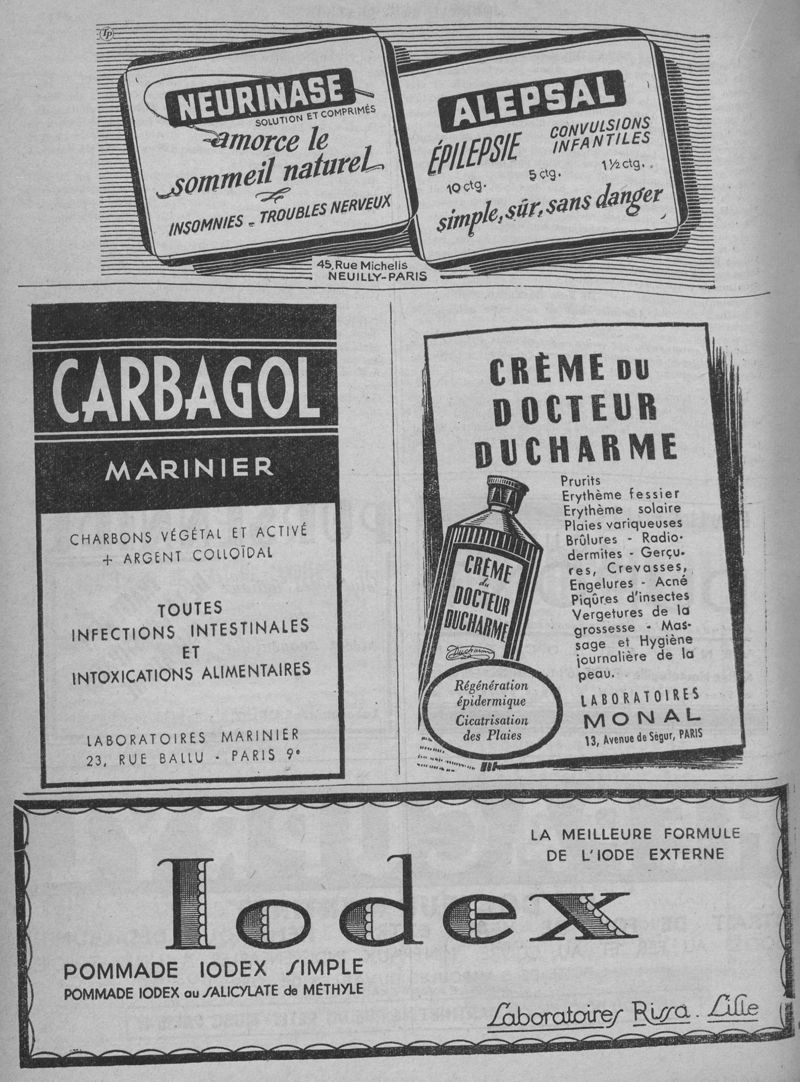 NEURINASE
SOLUTION ET COMPRIMÉS
amorce le
sommeil naturel
INSOMNIES - TROUBLES NERVEUX
ALEPSAL
ÉPILEPSIE
CONVULSIONS
INFANTILES
10 ctg. 5 ctg. 1 ½ ctg.
simple, sûr, sans danger
45, Rue Michelis
NEUILLY-PARIS
CARBAGOL
MARINIER
CHARBONS VÉGÉTAL ET ACTIVÉ
+ ARGENT COLLOÏDAL
TOUTES
INFECTIONS INTESTINALES
ET
INTOXICATIONS ALIMENTAIRES
LABORATOIRES MARINIER
23, RUE BALLU - PARIS 9e
CRÈME DU
DOCTEUR
DUCHARME
Prurits
Erythème fessier
Erythème solaire
Plaies variqueuses
Brûlures - Radio-
dermites - Gerçu-
res, Crevasses,
Engelures - Acné
Piqûres d'insectes
Vergetures de la
grossesse - Mas-
sage et Hygiène
journalière de la
peau.
CRÈME
du
DOCTEUR
DUCHARME
Ducharme
Régénération
épidermique
Cicatrisation
des Plaies
LABORATOIRES
MONAL
13, Avenue de Ségur, PARIS
LA MEILLEURE FORMULE
DE L'IODE EXTERNE
Iodex
POMMADE IODEX SIMPLE
POMMADE IODEX au SALICYLATE de MÉTHYLE
Laboratoires Rissa. Lille